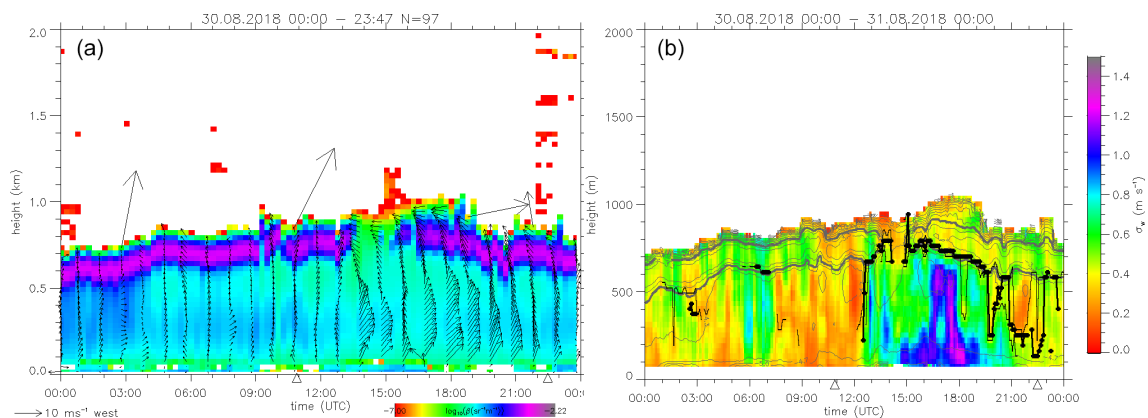 30.08.2018 00:00 – 23:47 N=97
(a)
2.0
1.5
1.0
0.5
0.0
height (km)
00:00 03:00 06:00 09:00 12:00 15:00 18:00 21:00 00:00
time (UTC)
10 ms⁻¹ west
-7.00 log₁₀(β(sr⁻¹m⁻¹)) -2.22
30.08.2018 00:00 – 31.08.2018 00:00
(b)
2000
1500
1000
500
0
height (m)
00:00 03:00 06:00 09:00 12:00 15:00 18:00 21:00 00:00
time (UTC)
1.4
1.2
1.0
0.8
0.6
0.4
0.2
0.0
σw (m s⁻¹)